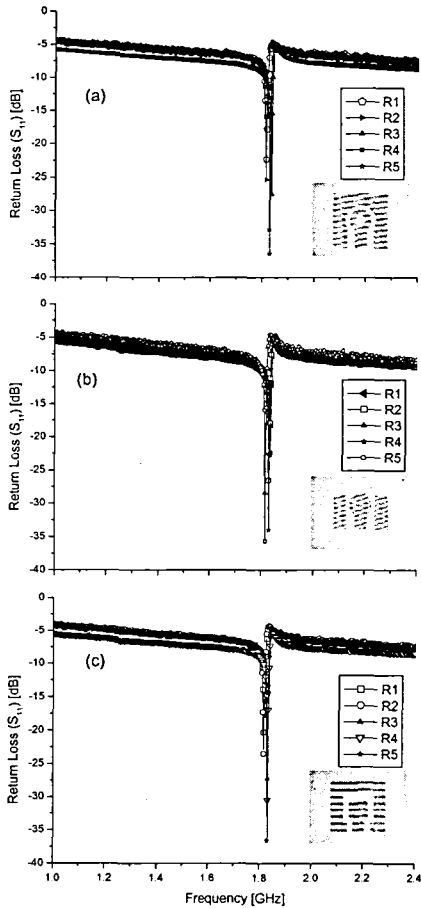 0
-5
-10
-15
-20
-25
-30
-35
-40
Return Loss (S₁₁) [dB]
(a)
R1
R2
R3
R4
R5
0
-5
-10
-15
-20
-25
-30
-35
-40
Return Loss (S₁₁) [dB]
(b)
R1
R2
R3
R4
R5
0
-5
-10
-15
-20
-25
-30
-35
-40
Return Loss (S₁₁) [dB]
(c)
R1
R2
R3
R4
R5
1.0 1.2 1.4 1.6 1.8 2.0 2.2 2.4
Frequency [GHz]